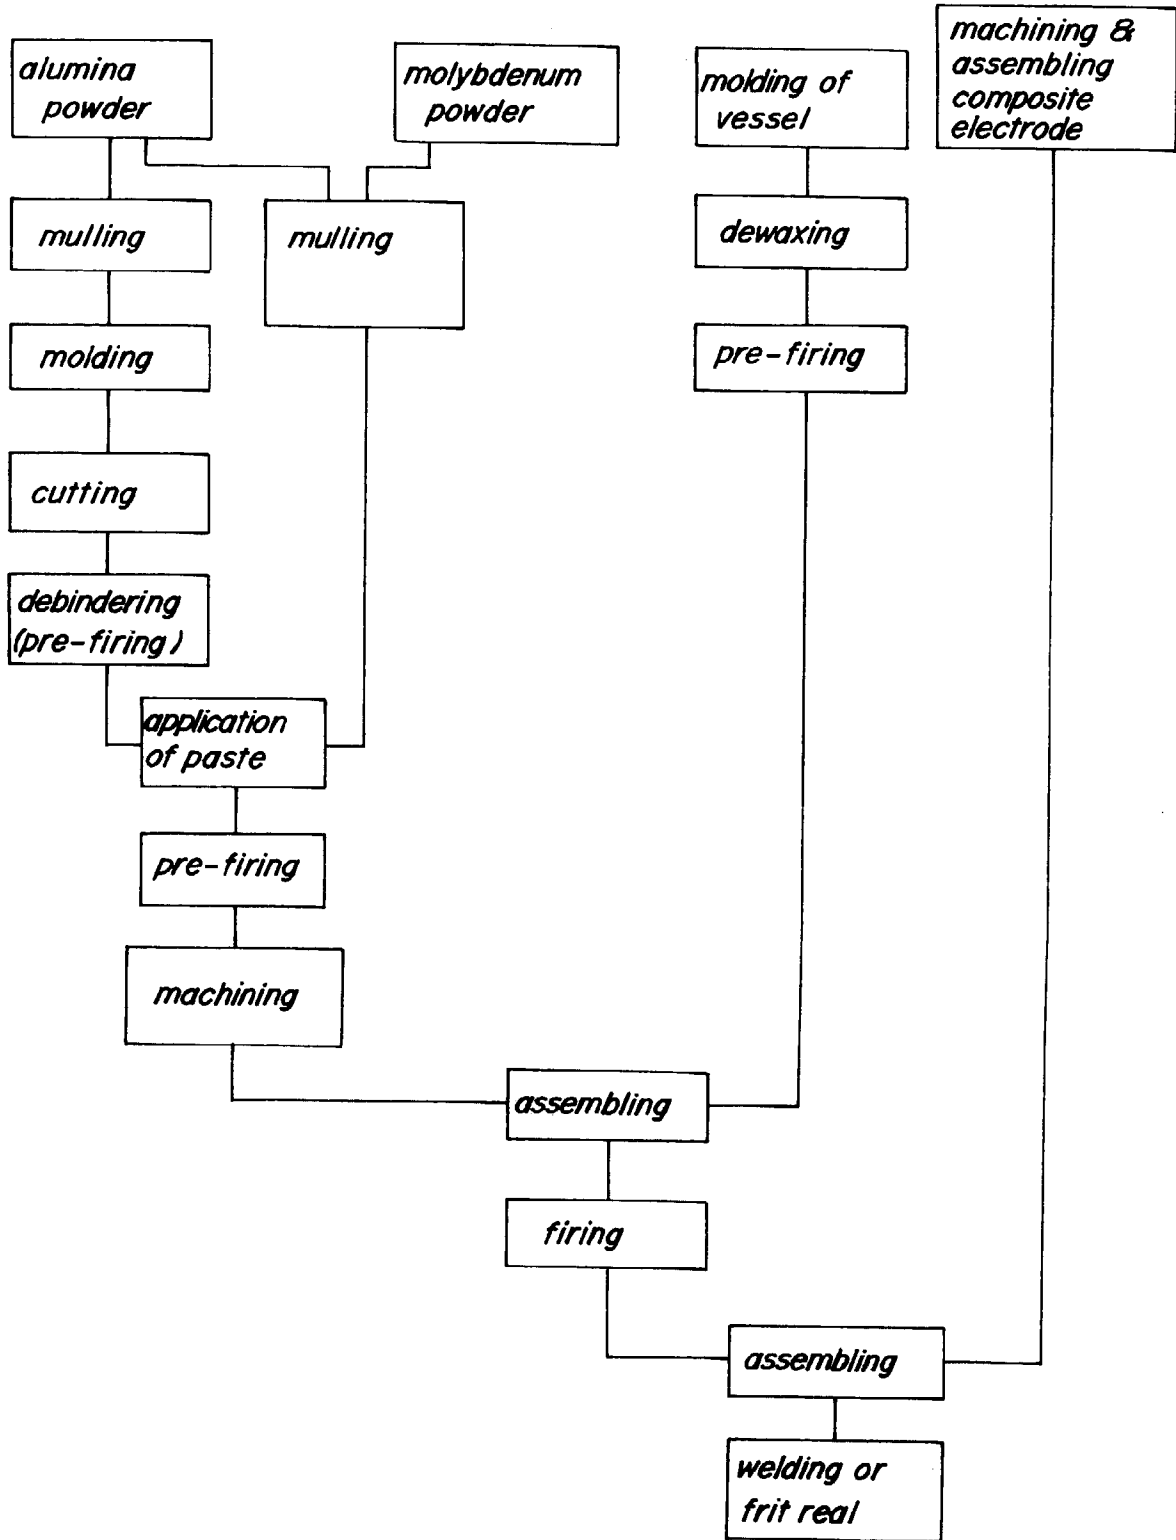 alumina
powder
molybdenum
powder
molding of
vessel
machining &
assembling
composite
electrode
mulling
mulling
dewaxing
molding
pre-firing
cutting
debindering
(pre-firing)
application
of paste
pre-firing
machining
assembling
firing
assembling
welding or
frit real